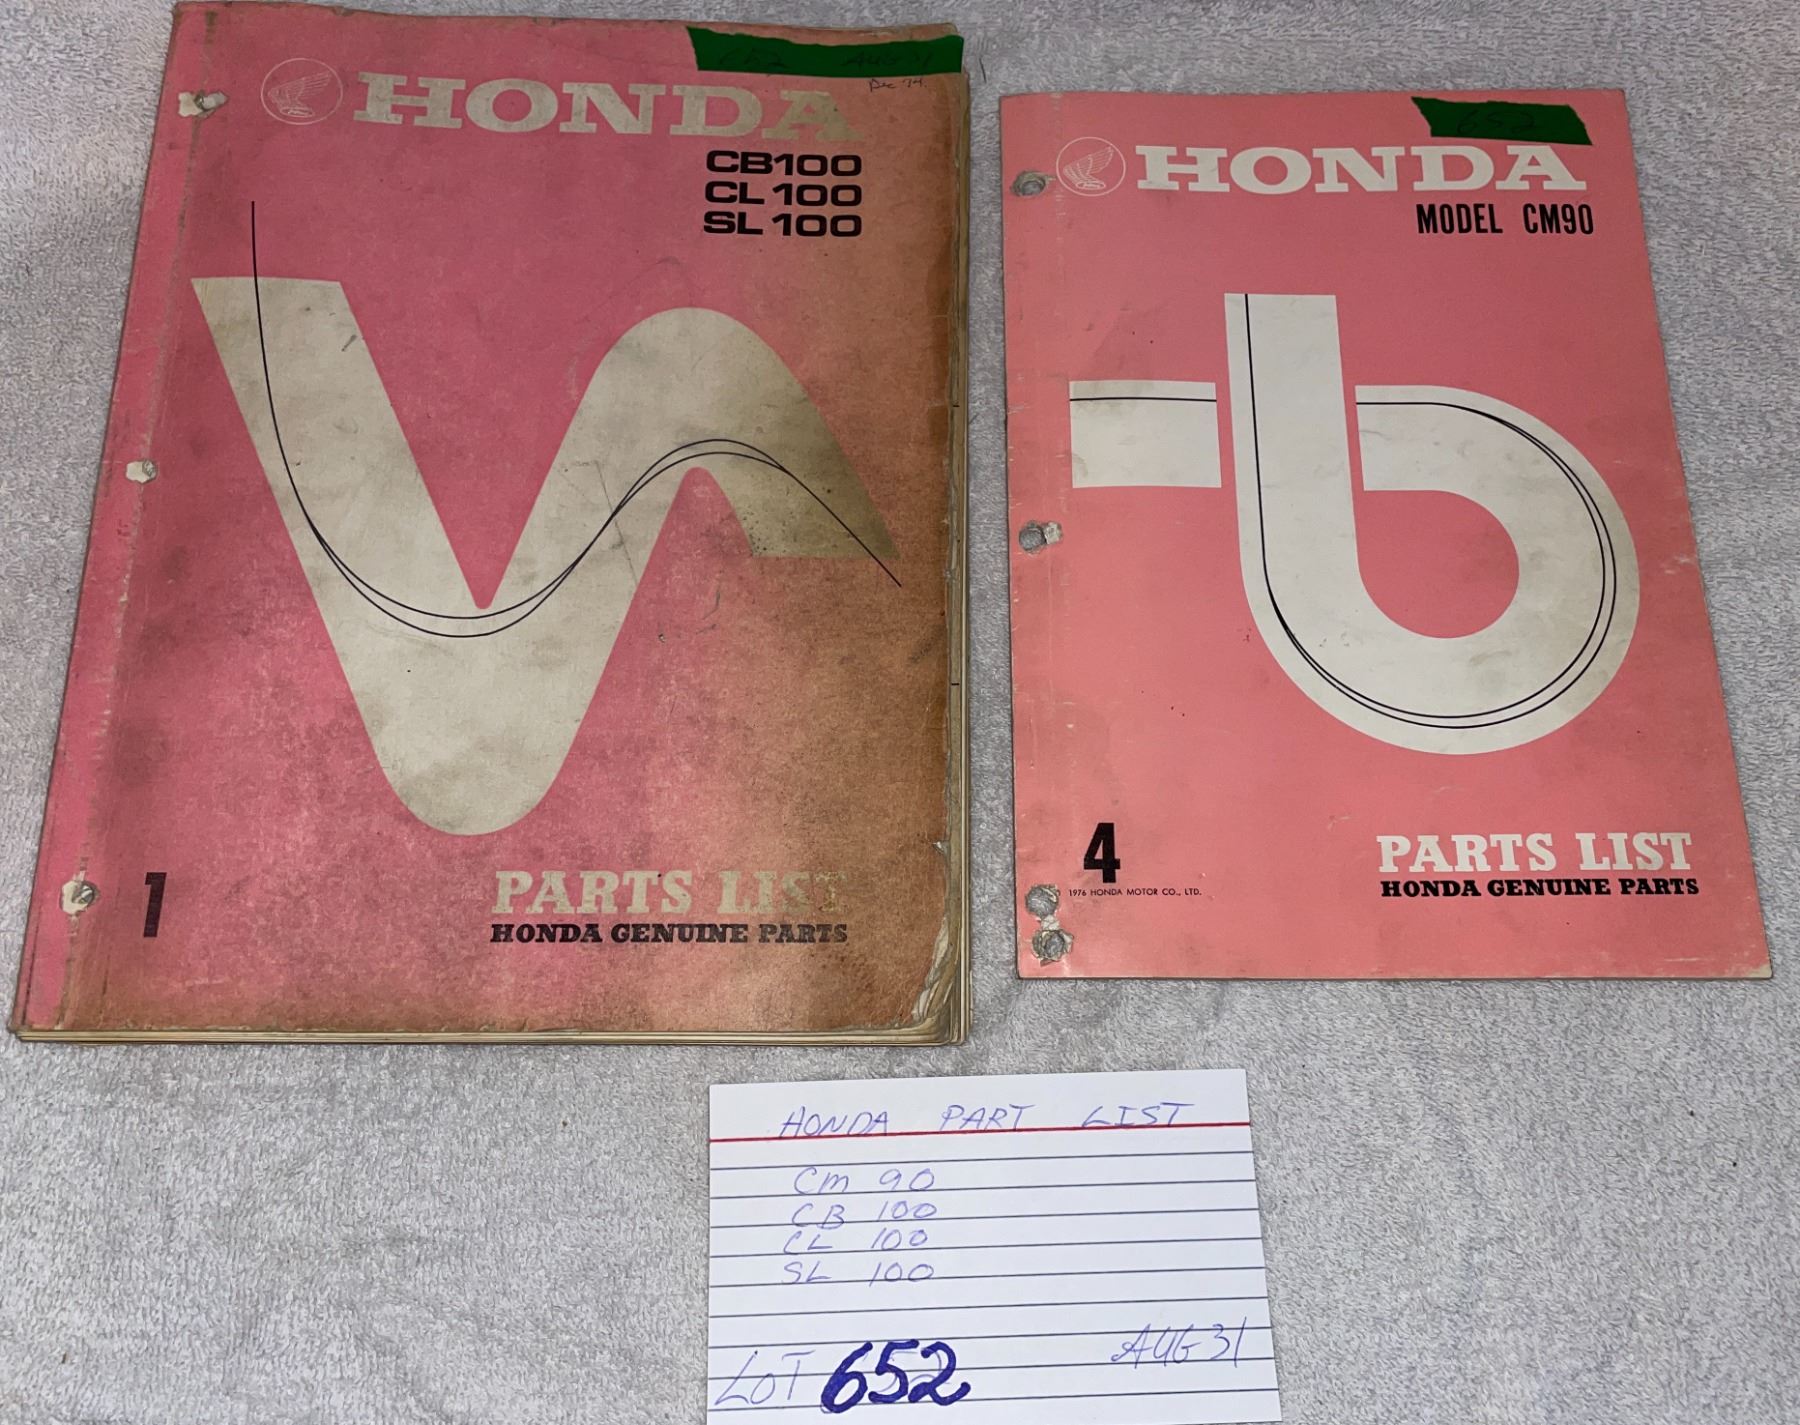 652 AUG 31
Dec 74.
HONDA
CB100
CL100
SL100
1
PARTS LIST
HONDA GENUINE PARTS
652
HONDA
MODEL CM90
4
1976 HONDA MOTOR CO., LTD.
PARTS LIST
HONDA GENUINE PARTS
HONDA PART LIST
CM 90
CB 100
CL 100
SL 100
LOT 652 AUG 31